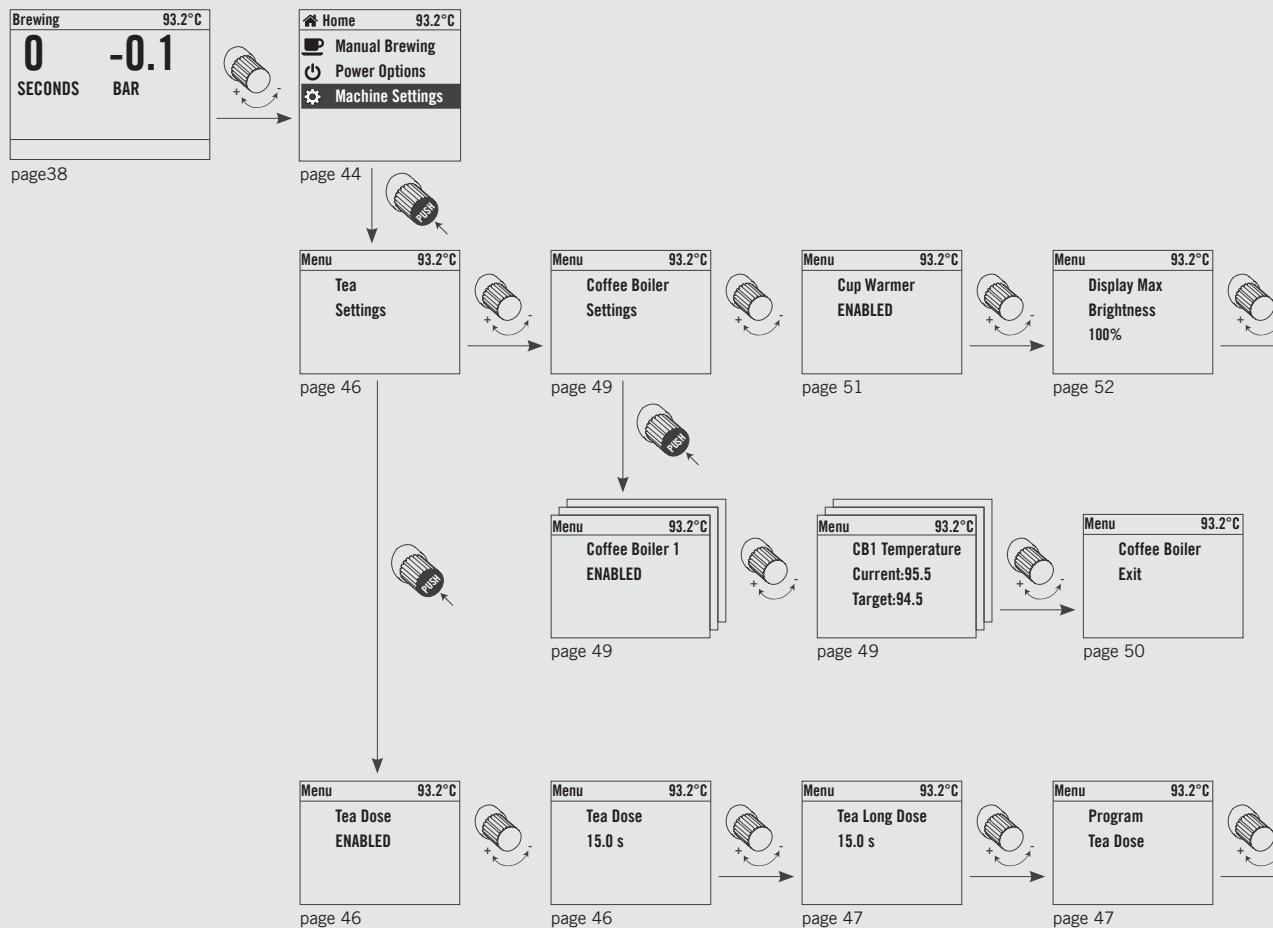 Brewing 93.2°C
0 -0.1
SECONDS BAR
page38
+ -
Home 93.2°C
Manual Brewing
Power Options
Machine Settings
page 44
PUSH
Menu 93.2°C
Tea
Settings
page 46
+ -
Menu 93.2°C
Coffee Boiler
Settings
page 49
+ -
Menu 93.2°C
Cup Warmer
ENABLED
page 51
+ -
Menu 93.2°C
Display Max
Brightness
100%
page 52
+
PUSH
Menu 93.2°C
Coffee Boiler 1
ENABLED
page 49
+ -
Menu 93.2°C
CB1 Temperature
Current:95.5
Target:94.5
page 49
+ -
Menu 93.2°C
Coffee Boiler
Exit
page 50
PUSH
Menu 93.2°C
Tea Dose
ENABLED
page 46
+ -
Menu 93.2°C
Tea Dose
15.0 s
page 46
+ -
Menu 93.2°C
Tea Long Dose
15.0 s
page 47
+ -
Menu 93.2°C
Program
Tea Dose
page 47
+